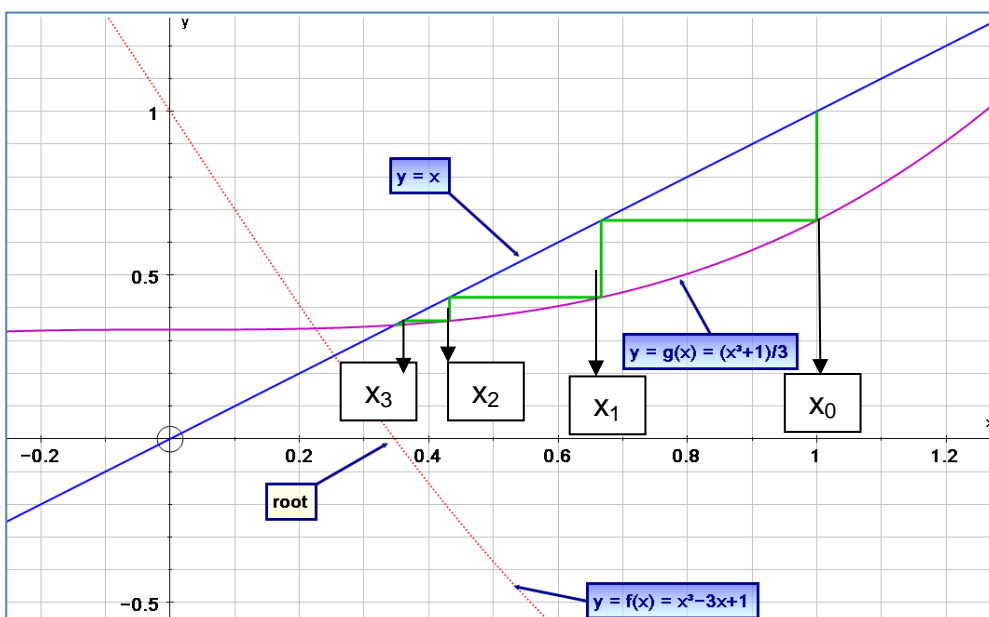 y
1
y = x
0.5
y = g(x) = (x³+1)/3
x₃
x₂
x₁
x₀
x
−0.2
0.2
0.4
0.6
0.8
1
1.2
root
y = f(x) = x³−3x+1
−0.5